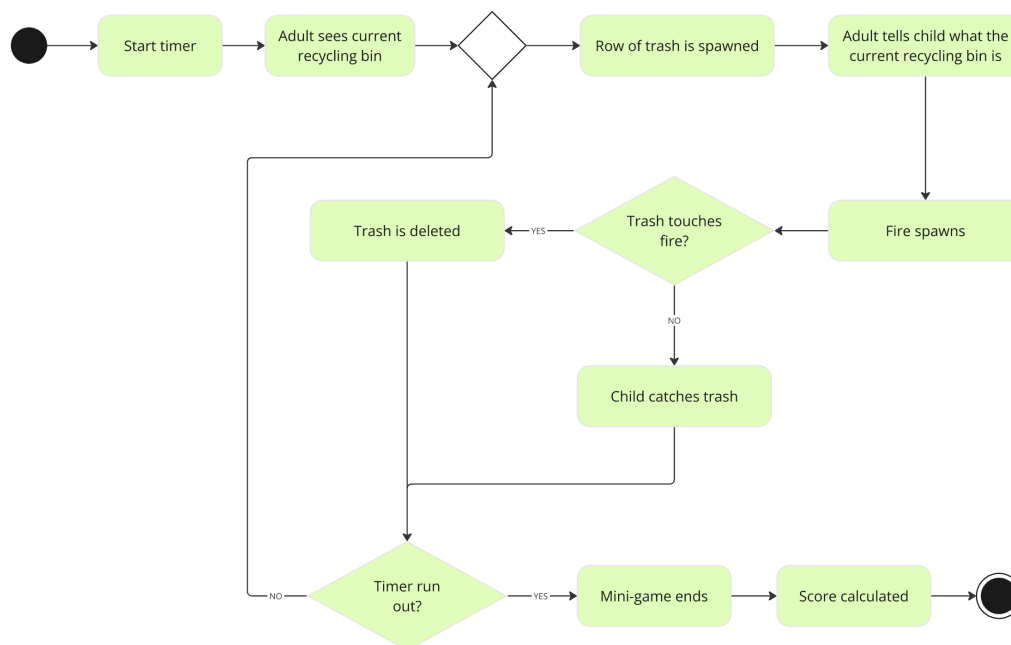 Start timer
Adult sees current
recycling bin
Row of trash is spawned
Adult tells child what the
current recycling bin is
Trash is deleted
YES
Trash touches
fire?
Fire spawns
NO
Child catches trash
NO
Timer run
out?
YES
Mini-game ends
Score calculated